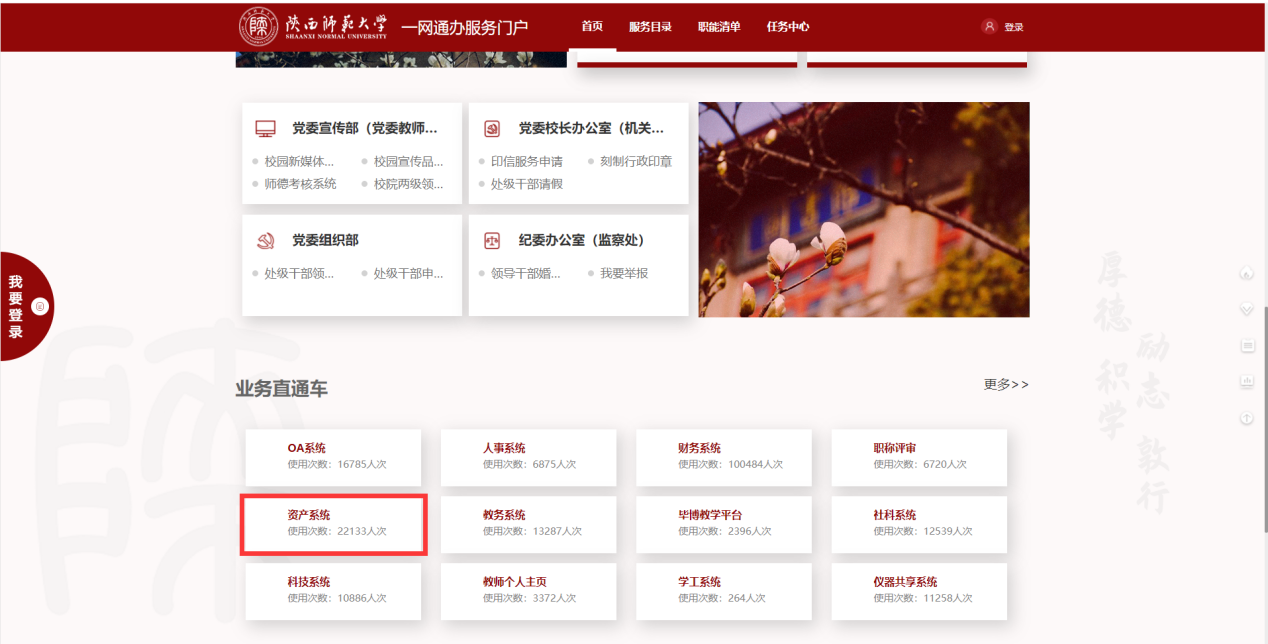 陕西师范大学 一网通办服务门户 首页 服务目录 职能清单 任务中心 登录
SHAANXI NORMAL UNIVERSITY
党委宣传部（党委教师... 党委校长办公室（机关...
校园新媒体... 校园宣传品... 印信服务申请 刻制行政印章
师德考核系统 校院两级领... 处级干部请假
党委组织部 纪委办公室（监察处）
处级干部领... 处级干部申... 领导干部婚... 我要举报
我要登录
厚德 积学
励志 敦行
业务直通车 更多>>
OA系统 人事系统 财务系统 职称评审
使用次数：16785人次 使用次数：6875人次 使用次数：100484人次 使用次数：6720人次
资产系统 教务系统 毕博教学平台 社科系统
使用次数：22133人次 使用次数：13287人次 使用次数：2396人次 使用次数：12539人次
科技系统 教师个人主页 学工系统 仪器共享系统
使用次数：10886人次 使用次数：3372人次 使用次数：264人次 使用次数：11258人次